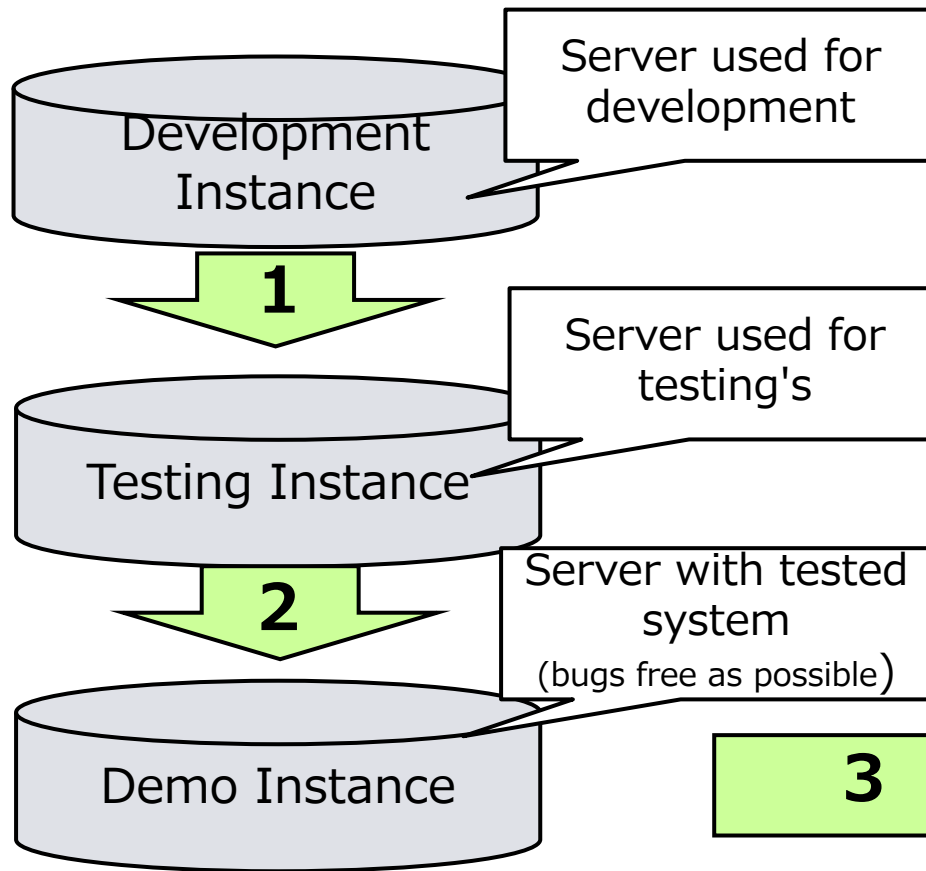 Server used for
development
Development
Instance
1
Server used for
testing's
Testing Instance
2
Server with tested
system
(bugs free as possible)
Demo Instance
3